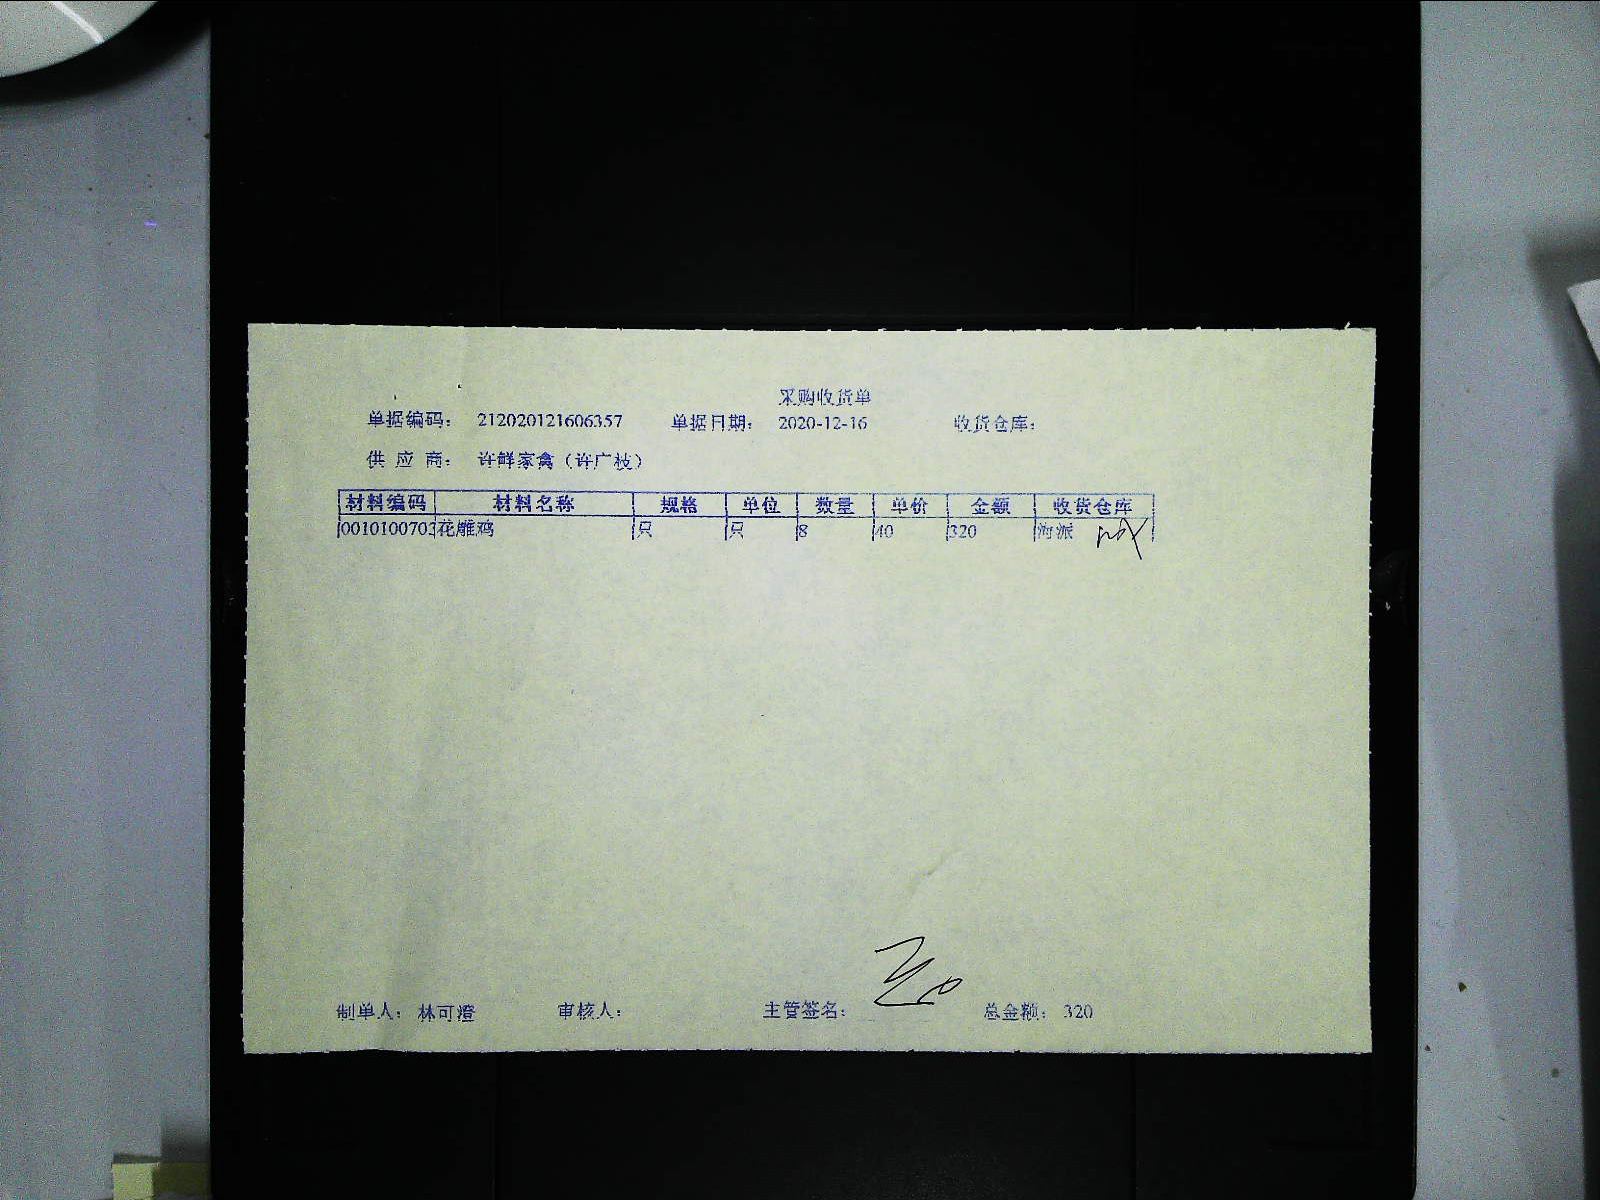 采购收货单
单据编码： 212020121606357 单据日期： 2020-12-16 收货仓库：
供 应 商： 许鲜家禽（许广枝）
材料编码 材料名称 规格 单位 数量 单价 金额 收货仓库
0010100703 花雕鸡 只 只 8 40 320 海派
制单人： 林可澄 审核人： 主管签名： 总金额： 320